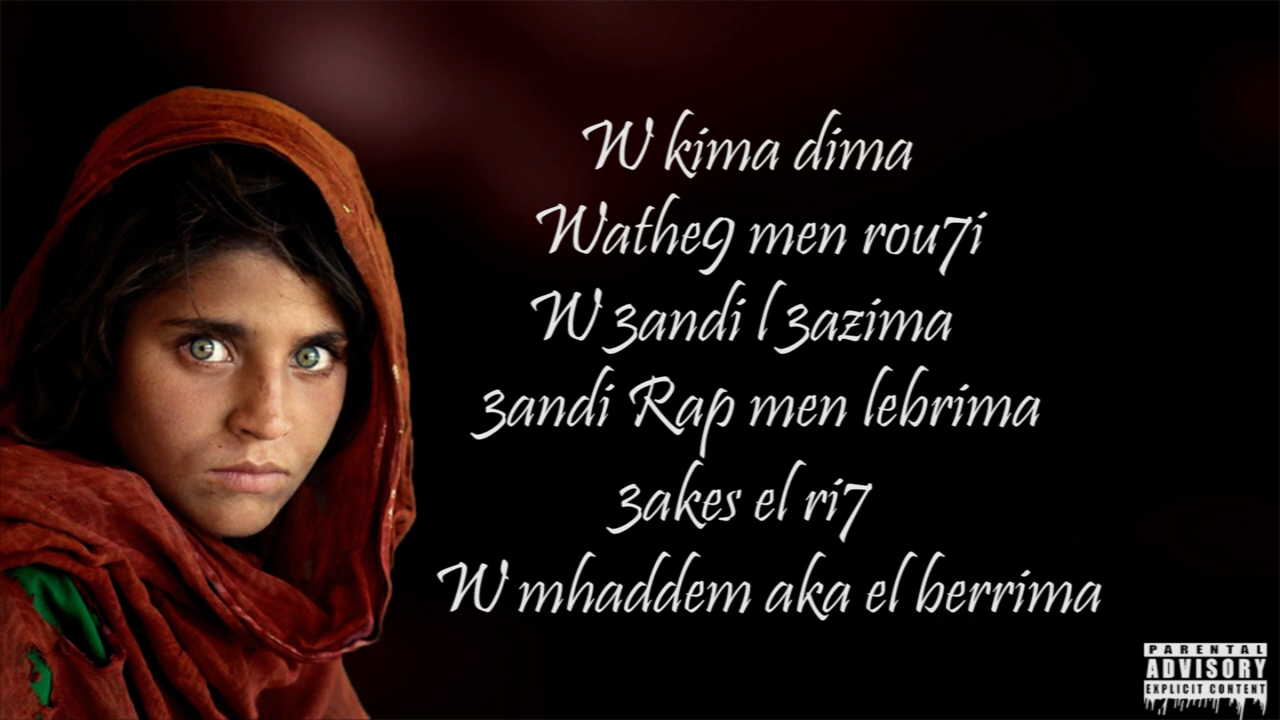 W kima dima
Wathe9 men rou7i
W 3andi l 3azima
3andi Rap men lebrima
3akes el ri7
W mhaddem aka el berrima
PARENTAL
ADVISORY
EXPLICIT CONTENT